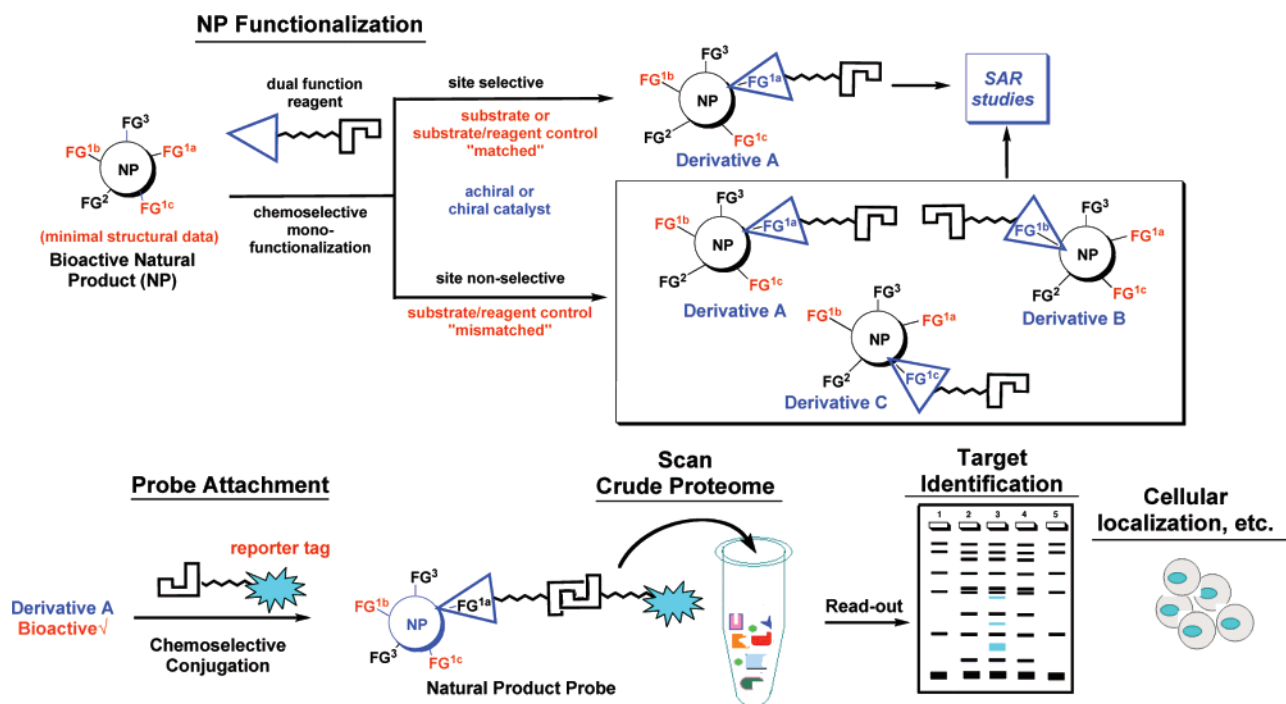 NP Functionalization
dual function
reagent
FG³
FG¹ᵇ
FG¹ᵃ
NP
FG²
FG¹ᶜ
(minimal structural data)
Bioactive Natural
Product (NP)
chemoselective
mono-
functionalization
site selective
substrate or
substrate/reagent control
"matched"
achiral or
chiral catalyst
site non-selective
substrate/reagent control
"mismatched"
FG³
FG¹ᵇ
FG¹ᵃ
NP
FG²
FG¹ᶜ
Derivative A
SAR
studies
FG³
FG¹ᵇ
FG¹ᵃ
NP
FG²
FG¹ᶜ
Derivative A
FG³
FG¹ᵇ
FG¹ᵃ
NP
FG²
FG¹ᶜ
Derivative B
FG³
FG¹ᵇ
FG¹ᵃ
NP
FG²
FG¹ᶜ
Derivative C
Probe Attachment
reporter tag
Derivative A
Bioactive√
Chemoselective
Conjugation
FG³
FG¹ᵇ
FG¹ᵃ
NP
FG³
FG¹ᶜ
Natural Product Probe
Scan
Crude Proteome
Read-out
Target
Identification
1 2 3 4 5
Cellular
localization, etc.